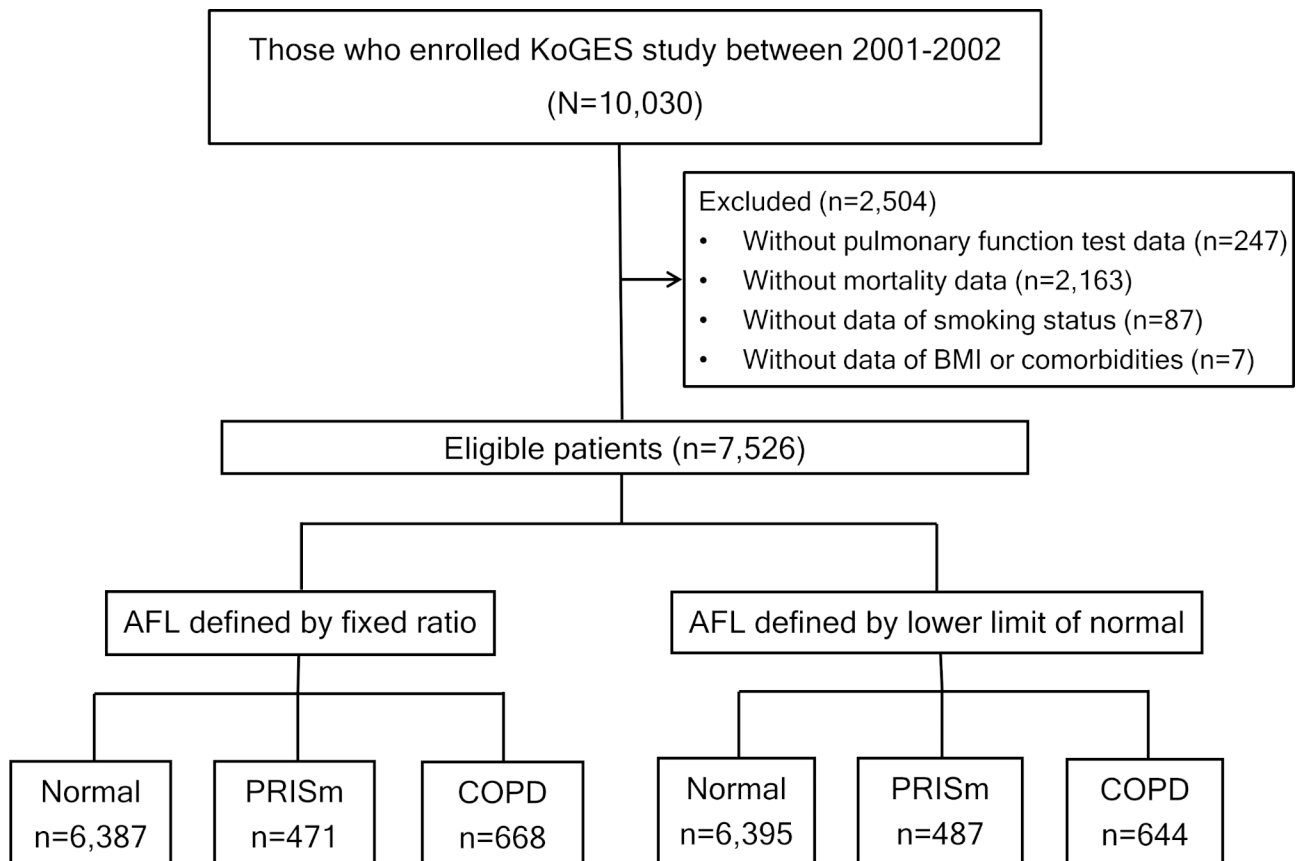 Those who enrolled KoGES study between 2001-2002
(N=10,030)
Excluded (n=2,504)
• Without pulmonary function test data (n=247)
• Without mortality data (n=2,163)
• Without data of smoking status (n=87)
• Without data of BMI or comorbidities (n=7)
Eligible patients (n=7,526)
AFL defined by fixed ratio
AFL defined by lower limit of normal
Normal
n=6,387
PRISm
n=471
COPD
n=668
Normal
n=6,395
PRISm
n=487
COPD
n=644